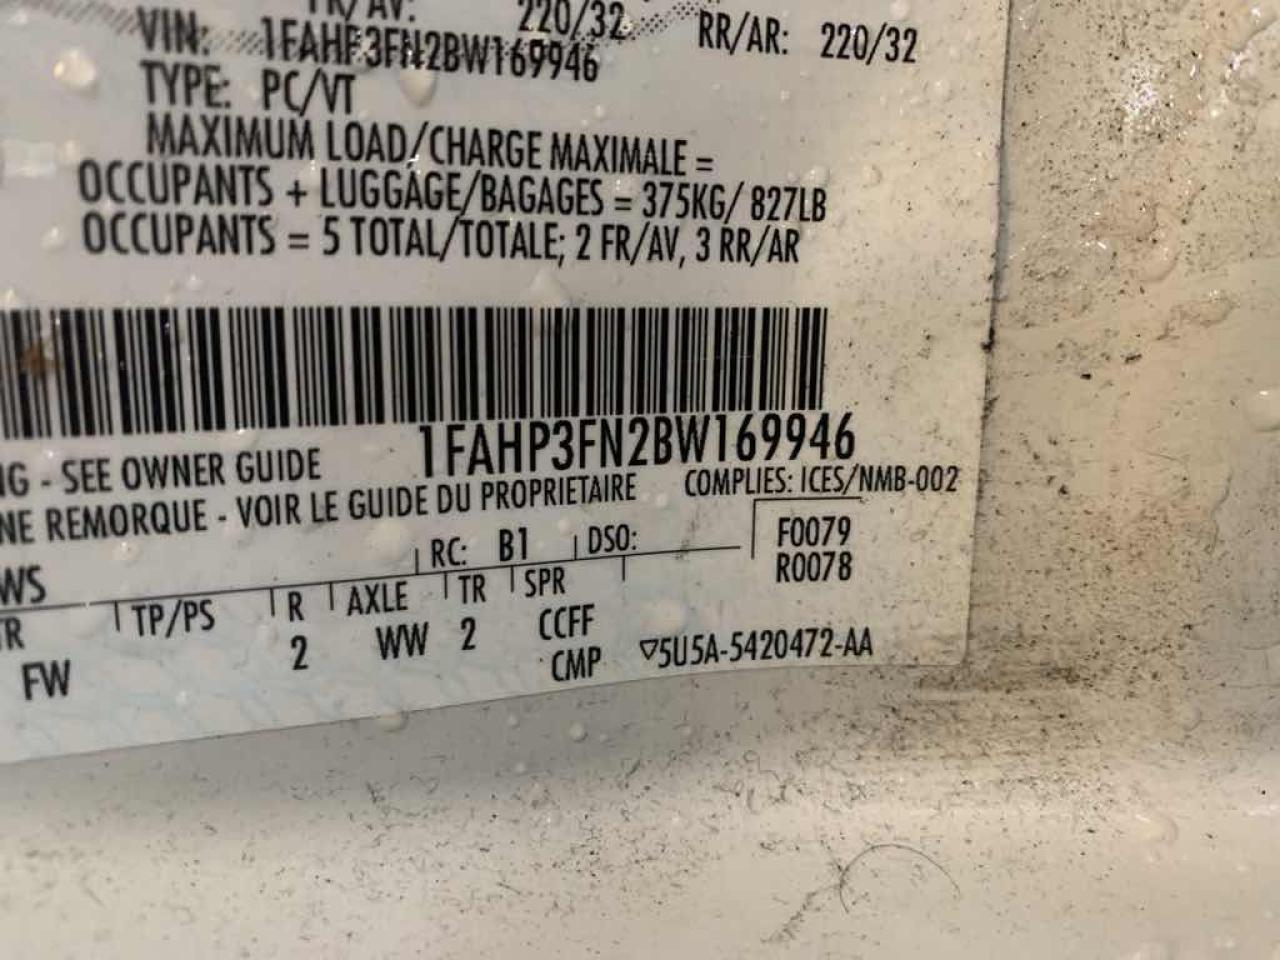 FR/AV: 220/32 RR/AR: 220/32
VIN: 1FAHP3FN2BW169946
TYPE: PC/VT
MAXIMUM LOAD/CHARGE MAXIMALE =
OCCUPANTS + LUGGAGE/BAGAGES = 375KG/ 827LB
OCCUPANTS = 5 TOTAL/TOTALE; 2 FR/AV, 3 RR/AR
1FAHP3FN2BW169946
NG - SEE OWNER GUIDE
NE REMORQUE - VOIR LE GUIDE DU PROPRIETAIRE COMPLIES: ICES/NMB-002
RC: B1 DSO: F0079
R0078
WS
TR TP/PS R AXLE TR SPR
FW 2 WW 2 CCFF
CMP ▽5U5A-5420472-AA